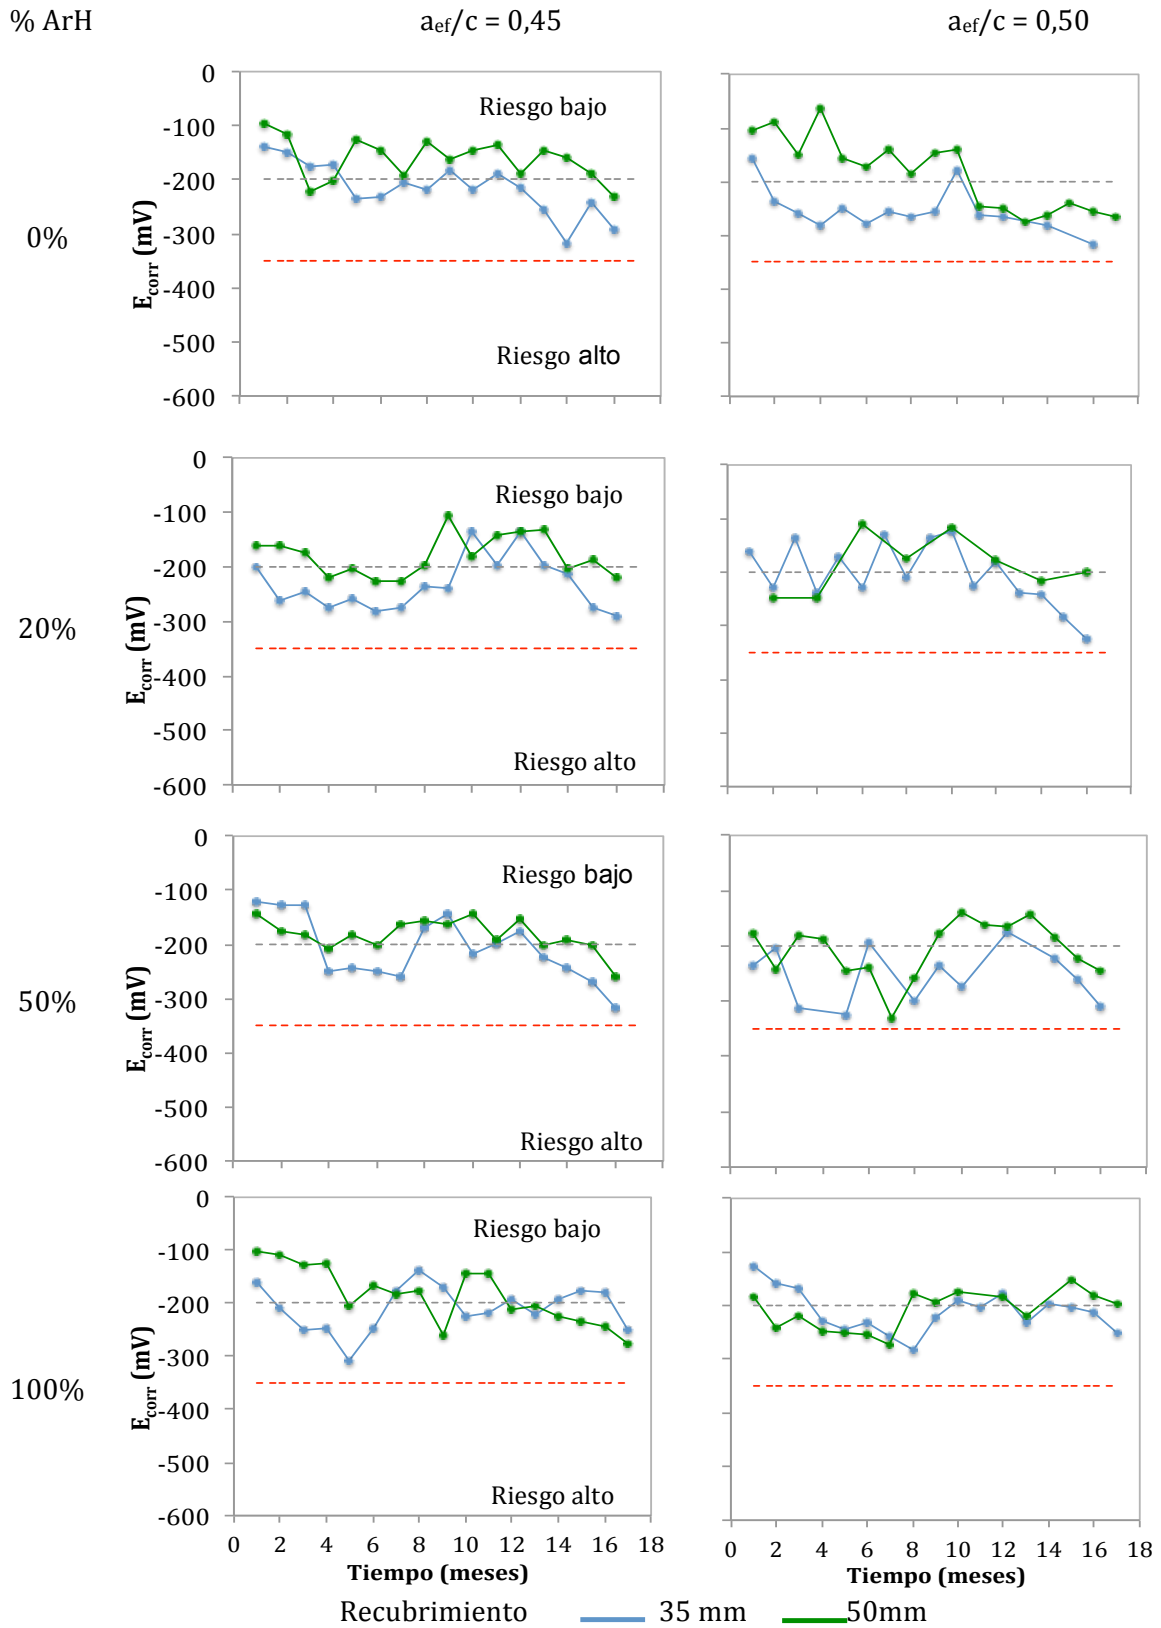 % ArH aef/c = 0,45 aef/c = 0,50
0
-100
-200
-300
-400
-500
-600
Ecorr (mV)
Riesgo bajo
Riesgo alto
0%
0
-100
-200
-300
-400
-500
-600
Ecorr (mV)
Riesgo bajo
Riesgo alto
20%
0
-100
-200
-300
-400
-500
-600
Ecorr (mV)
Riesgo bajo
Riesgo alto
50%
0
-100
-200
-300
-400
-500
-600
Ecorr (mV)
Riesgo bajo
Riesgo alto
100%
0 2 4 6 8 10 12 14 16 18
Tiempo (meses)
0 2 4 6 8 10 12 14 16 18
Tiempo (meses)
Recubrimiento 35 mm 50mm